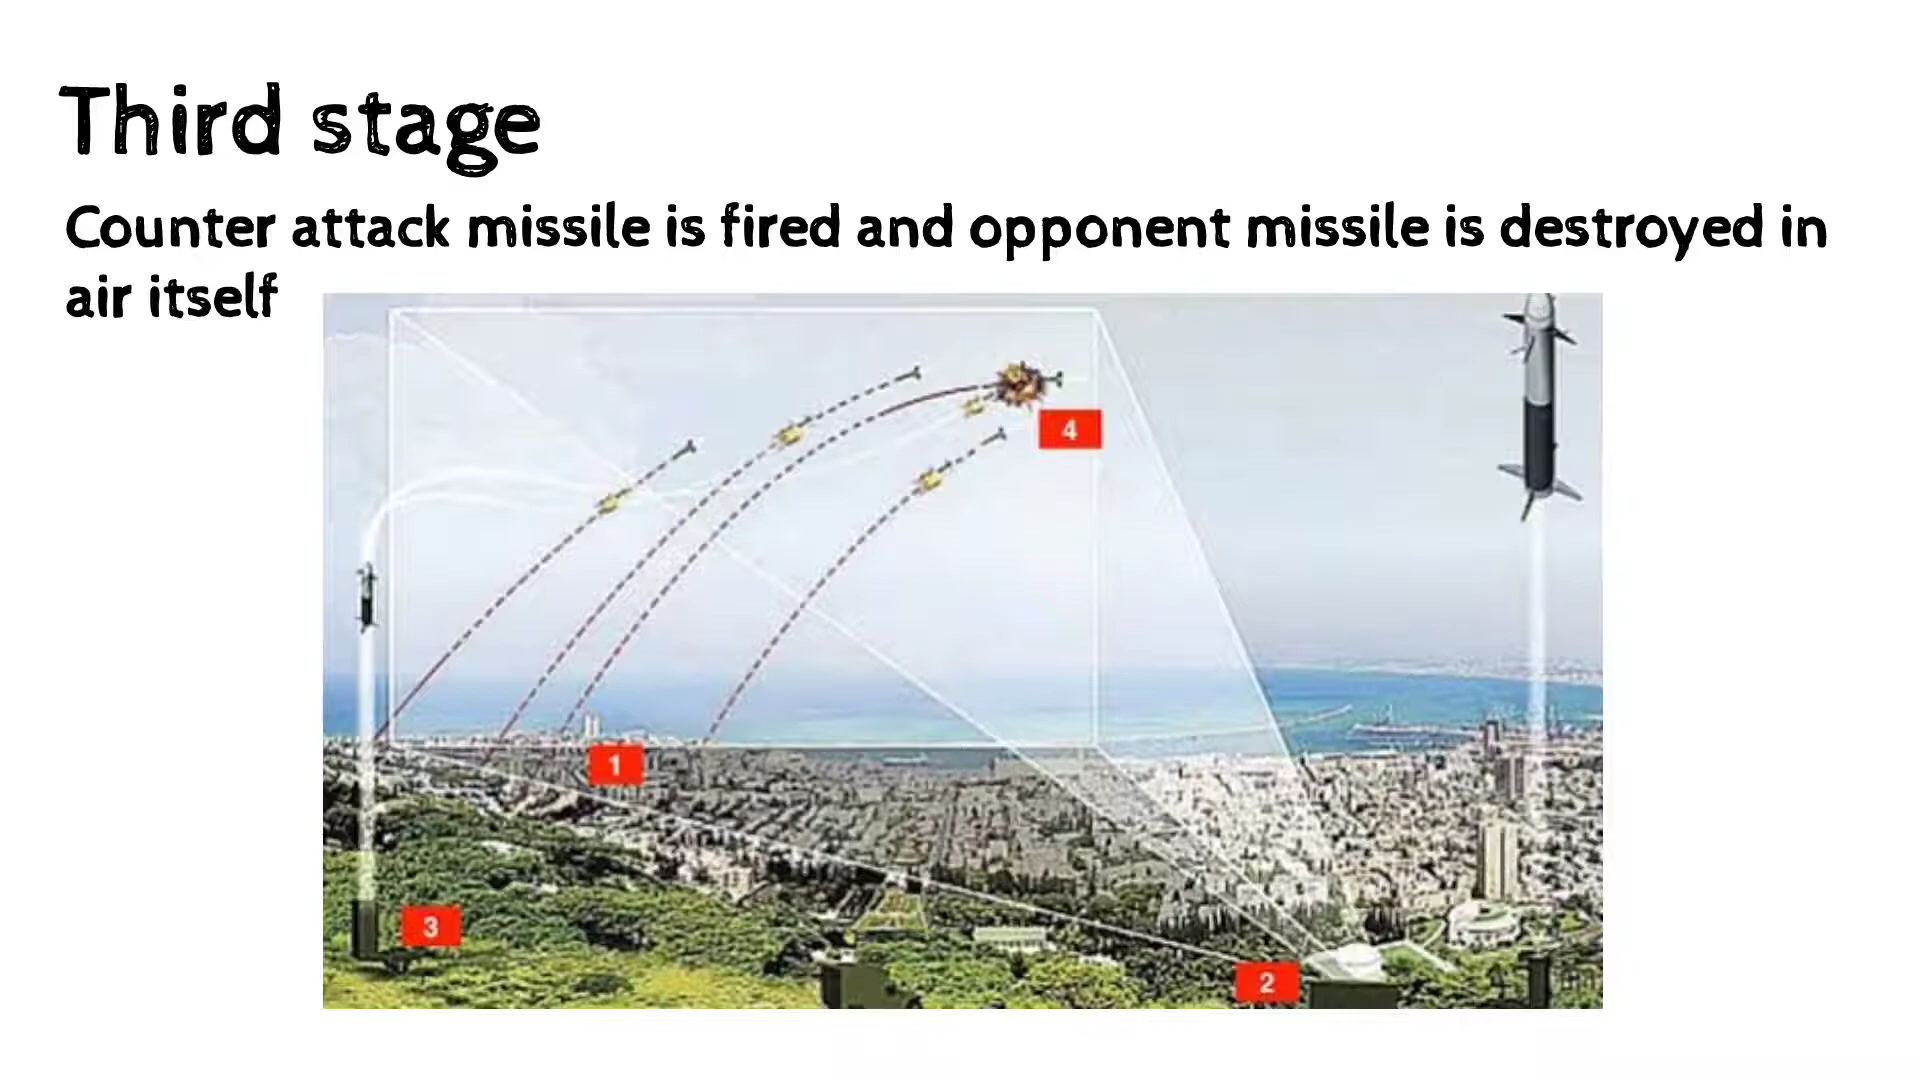 Third stage
Counter attack missile is fired and opponent missile is destroyed in
air itself
4
1
3
2